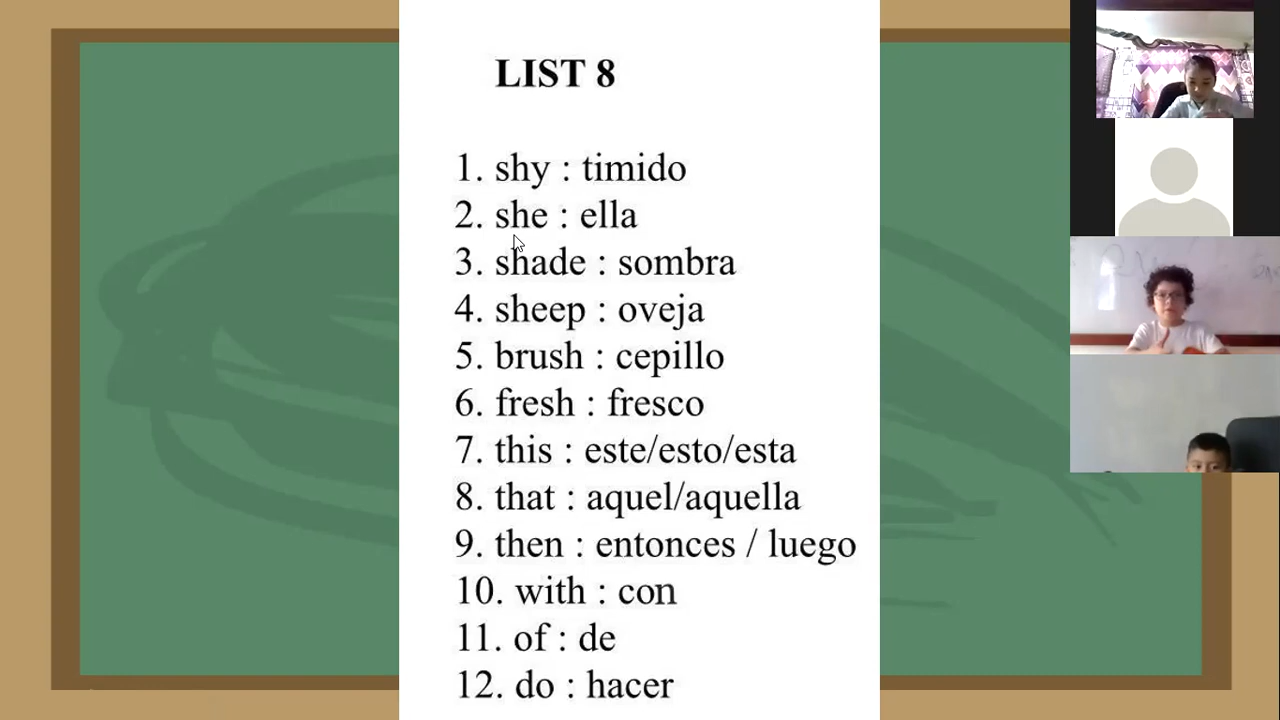 LIST 8
1. shy : timido
2. she : ella
3. shade : sombra
4. sheep : oveja
5. brush : cepillo
6. fresh : fresco
7. this : este/esto/esta
8. that : aquel/aquella
9. then : entonces / luego
10. with : con
11. of : de
12. do : hacer